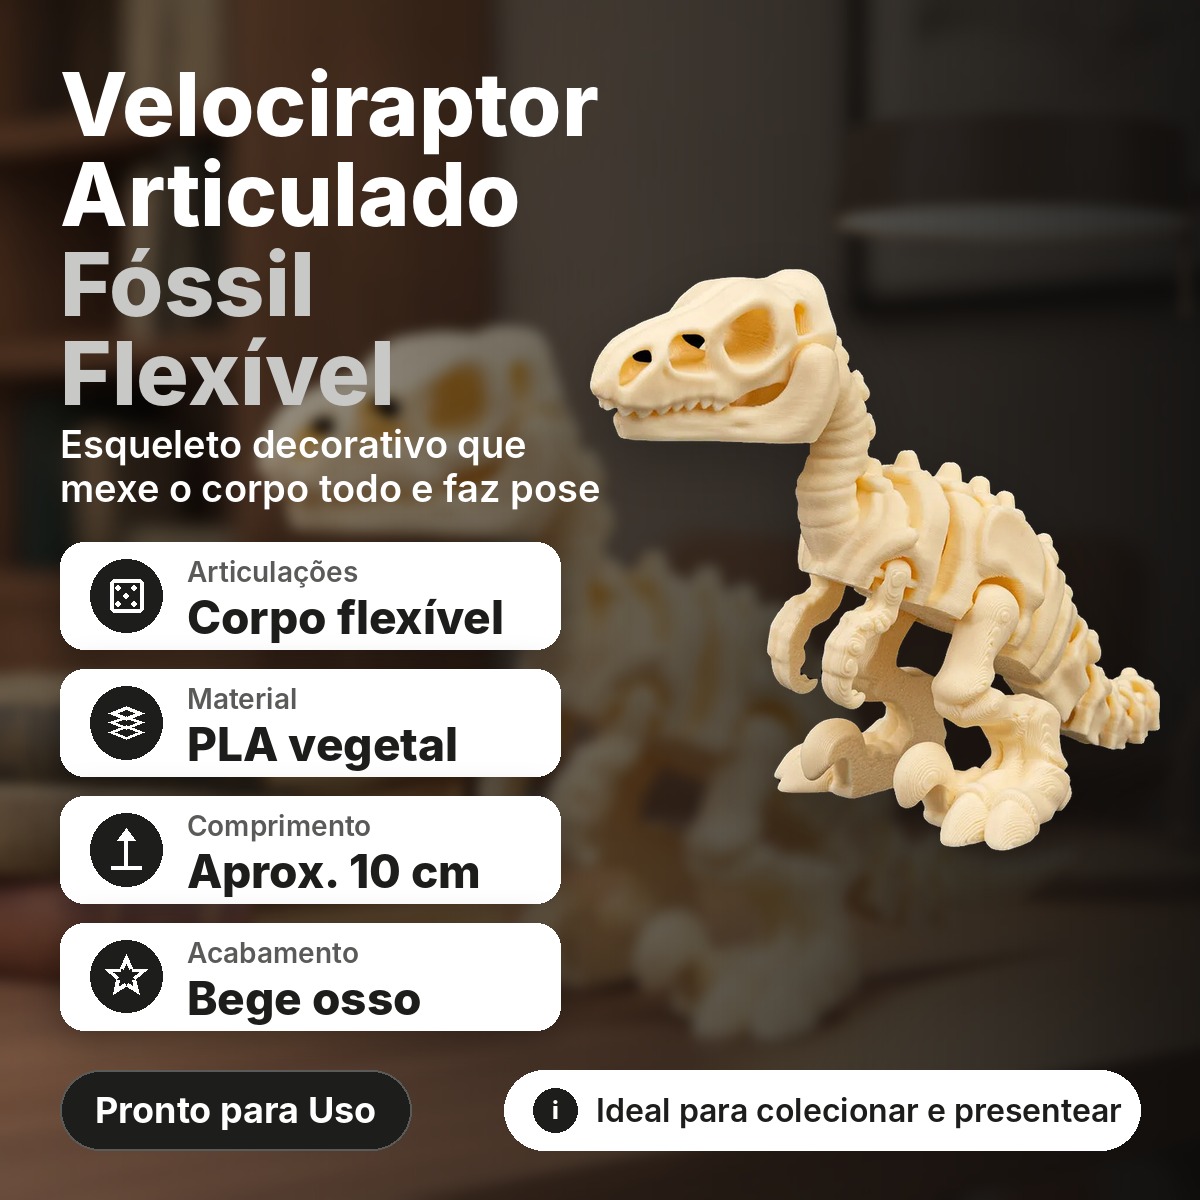 Velociraptor
Articulado
Fóssil
Flexível
Esqueleto decorativo que
mexe o corpo todo e faz pose
Articulações
Corpo flexível
Material
PLA vegetal
Comprimento
Aprox. 10 cm
Acabamento
Bege osso
Pronto para Uso
i Ideal para colecionar e presentear